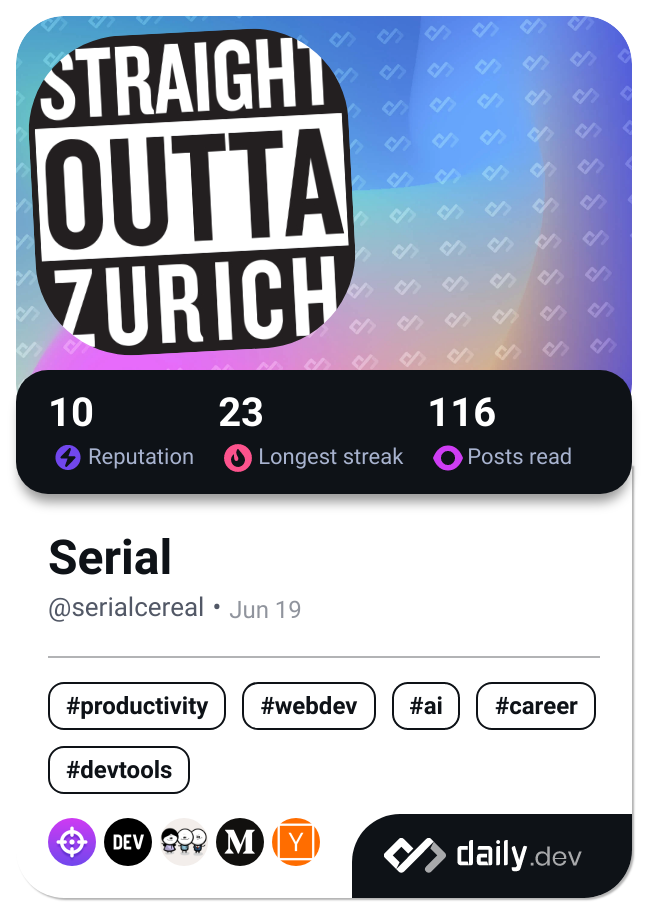 STRAIGHT
OUTTA
ZURICH
10 23 116
Reputation Longest streak Posts read
Serial
@serialcereal • Jun 19
#productivity #webdev #ai #career
#devtools
DEV M Y
daily.dev